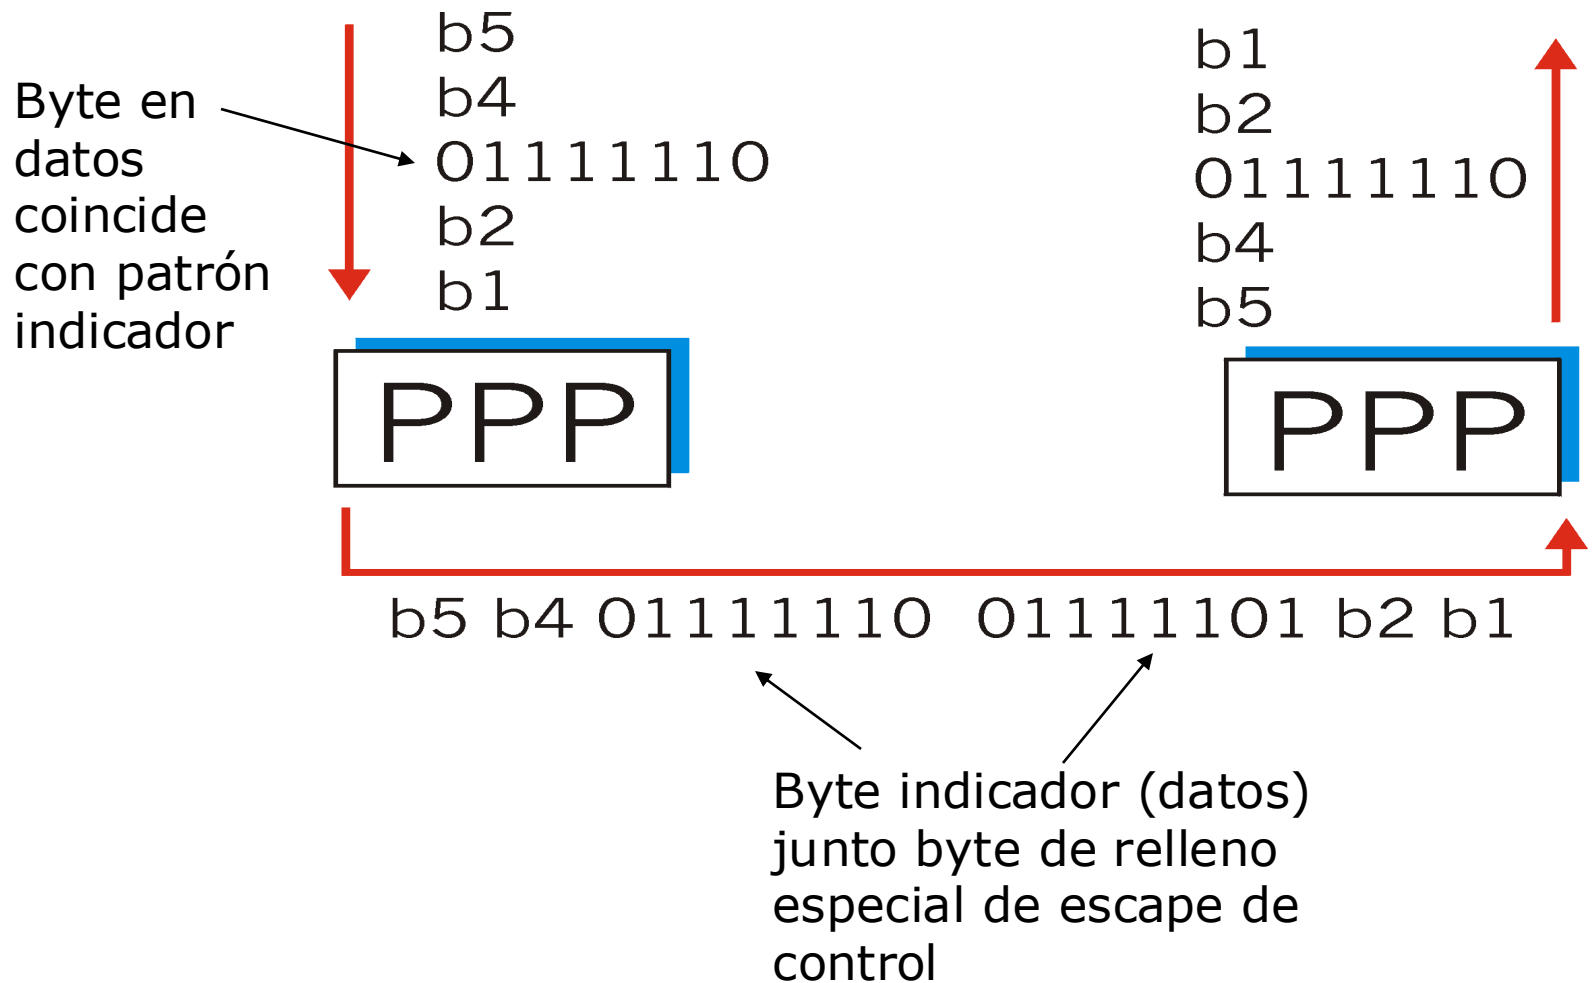 b5
b4
01111110
b2
b1
Byte en
datos
coincide
con patrón
indicador
b1
b2
01111110
b4
b5
PPP
PPP
b5 b4 01111110 01111101 b2 b1
Byte indicador (datos)
junto byte de relleno
especial de escape de
control